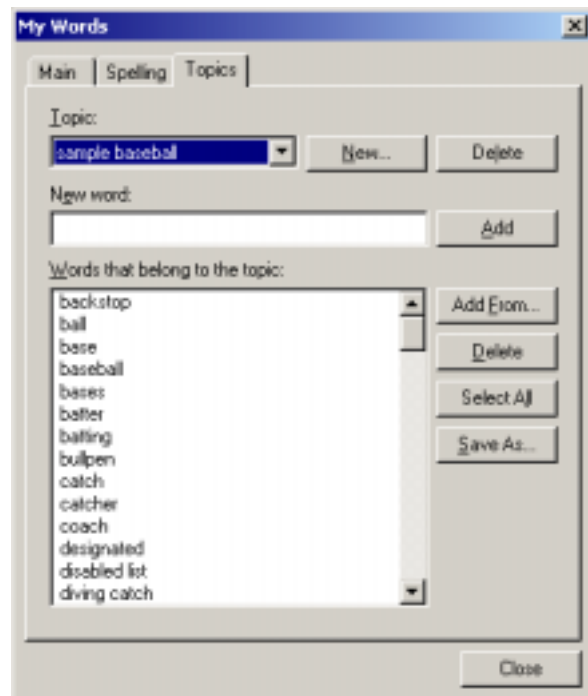 My Words
Main Spelling Topics
Topic:
sample baseball New... Delete
New word:
Add
Words that belong to the topic:
backstop
ball
base
baseball
bases
batter
batting
bullpen
catch
catcher
coach
designated
disabled list
diving catch
Add From...
Delete
Select All
Save As...
Close